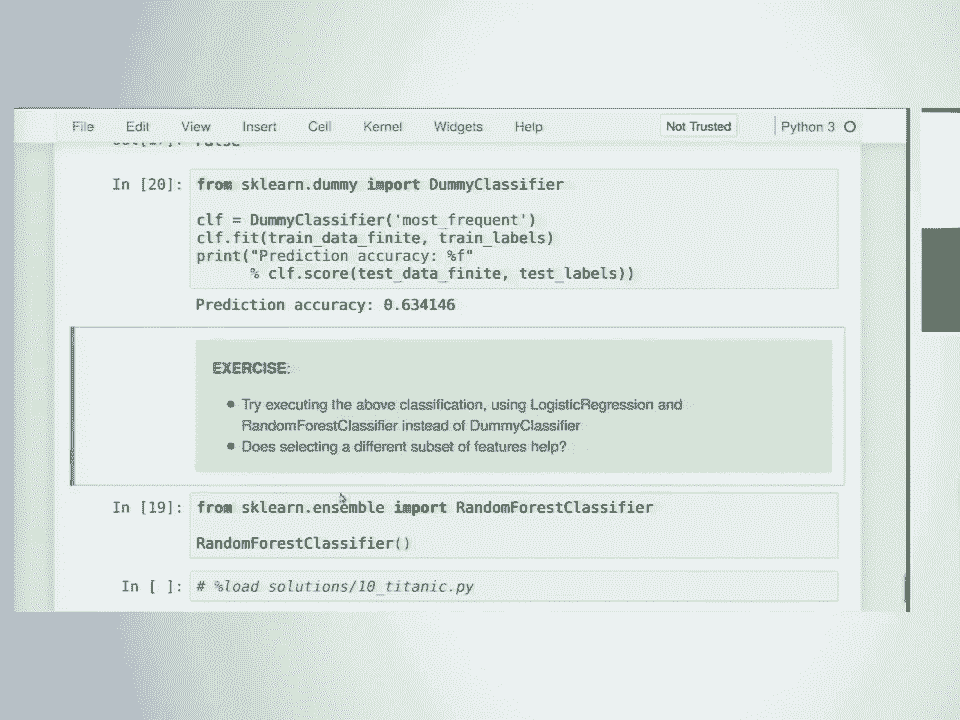 File Edit View Insert Cell Kernel Widgets Help Not Trusted Python 3
False
In [20]: from sklearn.dummy import DummyClassifier
clf = DummyClassifier('most_frequent')
clf.fit(train_data_finite, train_labels)
print("Prediction accuracy: %f"
% clf.score(test_data_finite, test_labels))
Prediction accuracy: 0.634146
EXERCISE:
Try executing the above classification, using LogisticRegression and
RandomForestClassifier instead of DummyClassifier
Does selecting a different subset of features help?
In [19]: from sklearn.ensemble import RandomForestClassifier
RandomForestClassifier()
In [ ]: # %load solutions/10_titanic.py